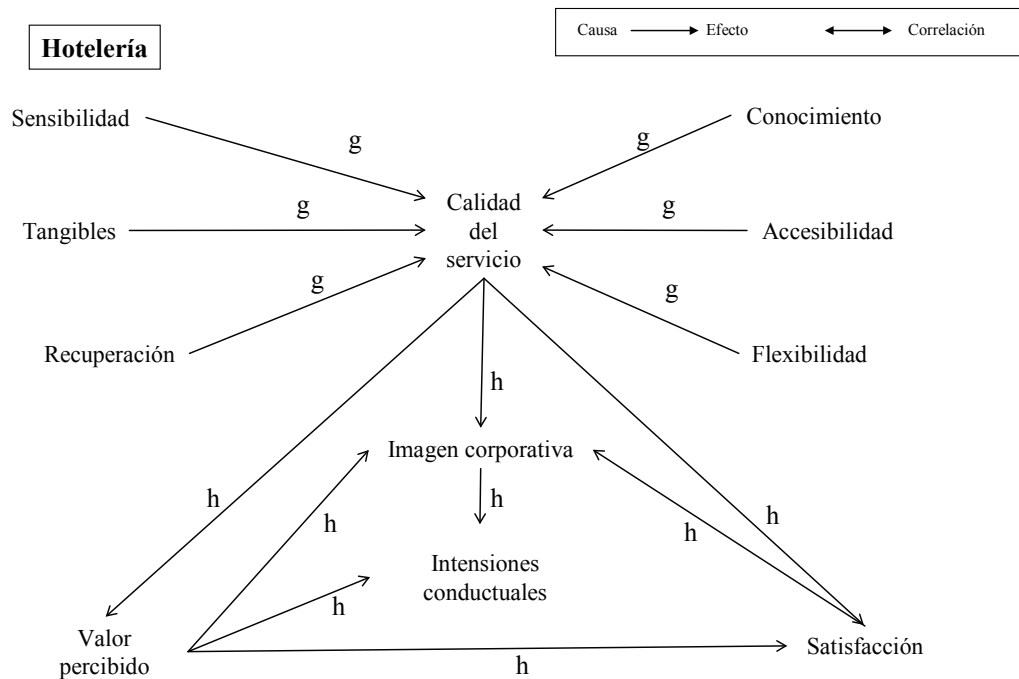 Hotelería
Causa Efecto Correlación
Sensibilidad
Conocimiento
g
g
Tangibles
g
Calidad
del
servicio
g
Accesibilidad
Recuperación
g
g
Flexibilidad
h
Imagen corporativa
h
h
h
h
h
Intensiones
conductuales
h
Valor
percibido
h
Satisfacción